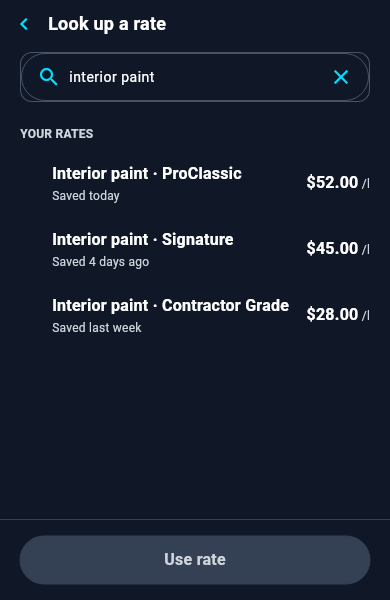 Look up a rate
interior paint
YOUR RATES
Interior paint · ProClassic
Saved today
$52.00 /l
Interior paint · Signature
Saved 4 days ago
$45.00 /l
Interior paint · Contractor Grade
Saved last week
$28.00 /l
Use rate